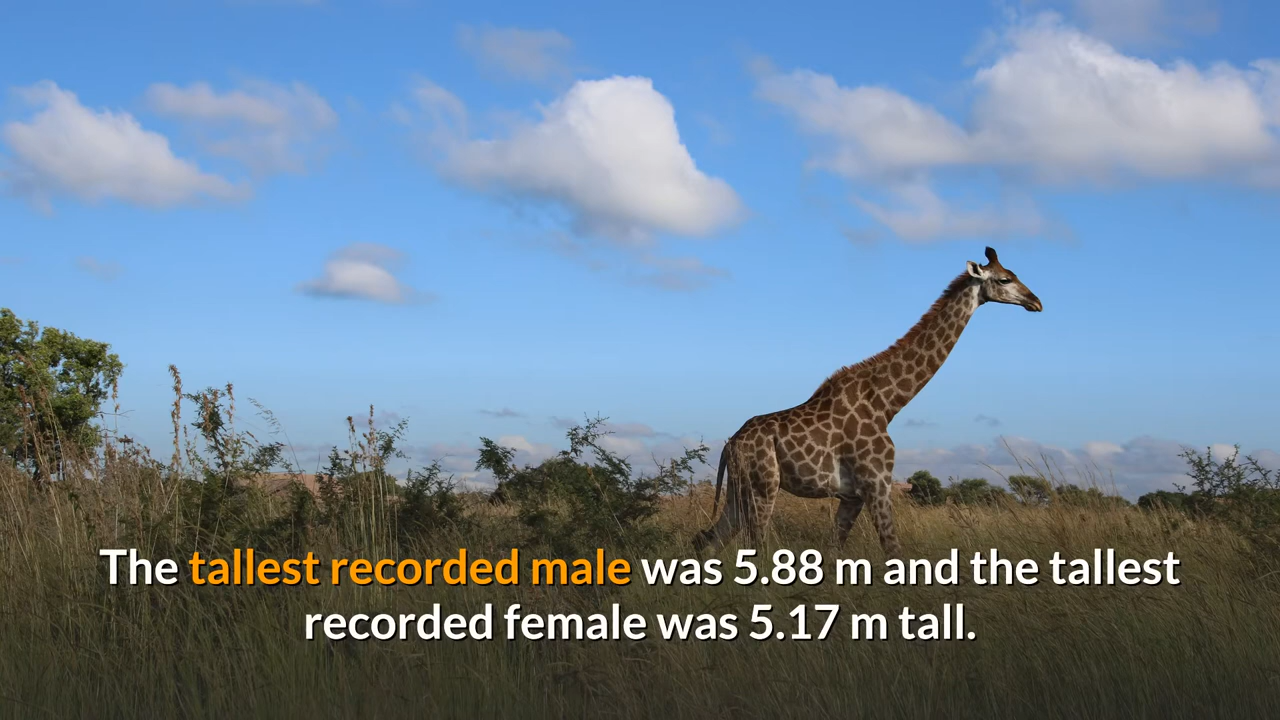 The tallest recorded male was 5.88 m and the tallest
recorded female was 5.17 m tall.